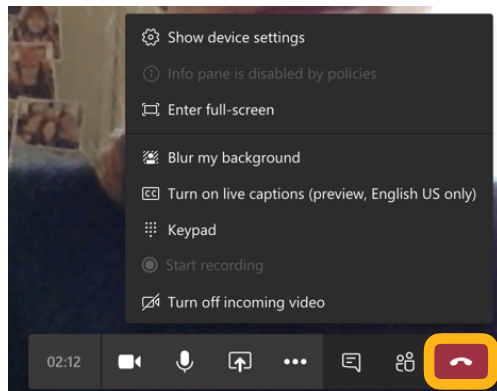 Show device settings
Info pane is disabled by policies
Enter full-screen
Blur my background
CC Turn on live captions (preview, English US only)
Keypad
Start recording
Turn off incoming video
02:12